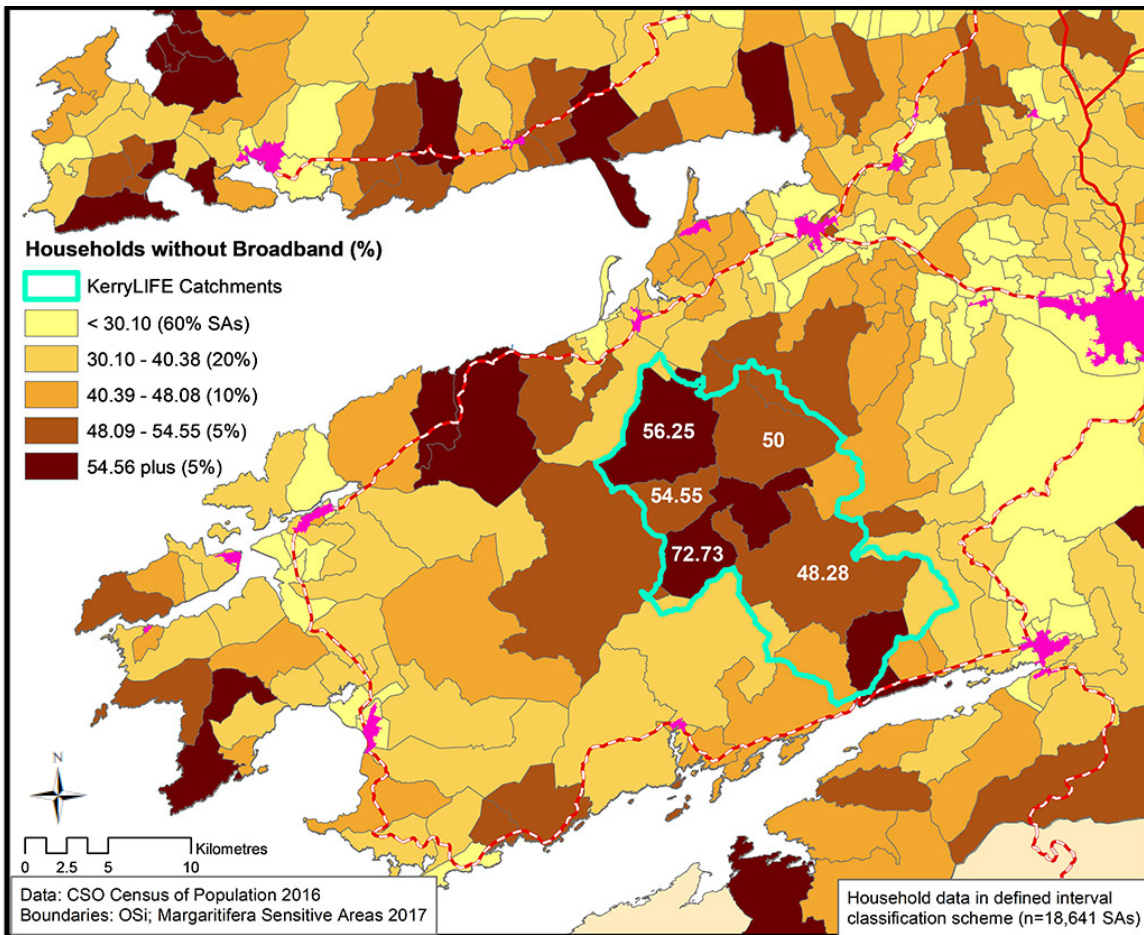 Households without Broadband (%)
KerryLIFE Catchments
< 30.10 (60% SAs)
30.10 - 40.38 (20%)
40.39 - 48.08 (10%)
48.09 - 54.55 (5%)
54.56 plus (5%)
56.25
50
54.55
72.73
48.28
N
Kilometres
0 2.5 5 10
Data: CSO Census of Population 2016
Boundaries: OSi; Margaritifera Sensitive Areas 2017
Household data in defined interval
classification scheme (n=18,641 SAs)